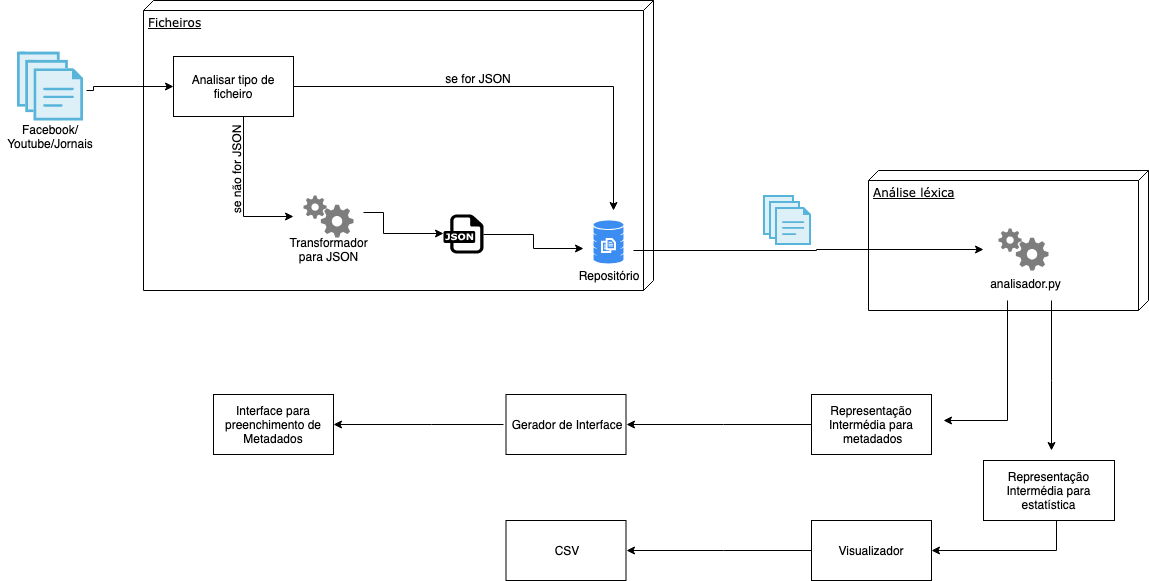 Ficheiros
Facebook/
Youtube/Jornais
Analisar tipo de
ficheiro
se for JSON
se não for JSON
Transformador
para JSON
JSON
Repositório
Análise léxica
analisador.py
Interface para
preenchimento de
Metadados
Gerador de Interface
Representação
Intermédia para
metadados
Representação
Intermédia para
estatística
CSV
Visualizador